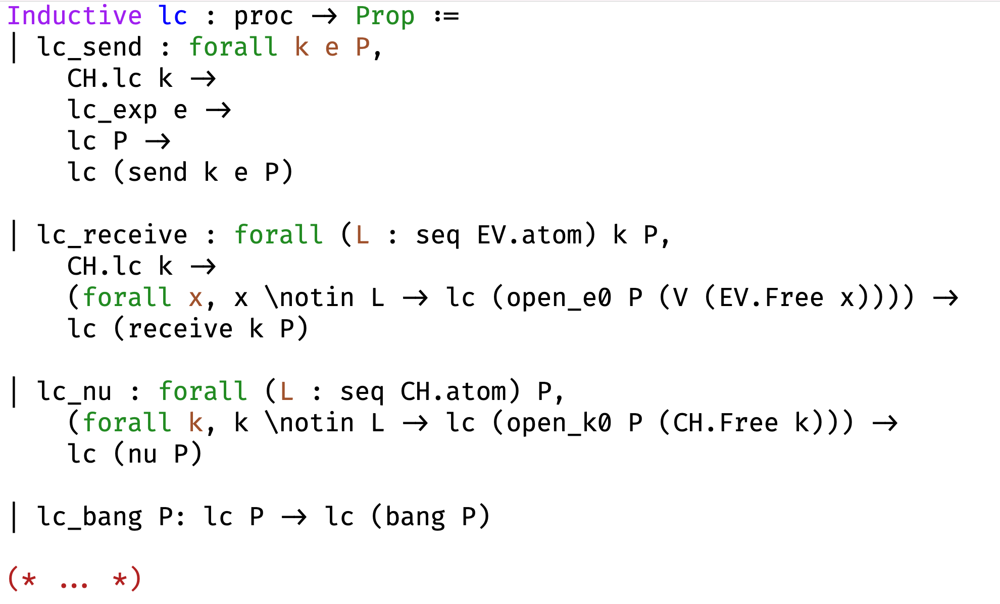 Inductive lc : proc → Prop :=
| lc_send : forall k e P,
    CH.lc k →
    lc_exp e →
    lc P →
    lc (send k e P)
| lc_receive : forall (L : seq EV.atom) k P,
    CH.lc k →
    (forall x, x \notin L → lc (open_e0 P (V (EV.Free x)))) →
    lc (receive k P)
| lc_nu : forall (L : seq CH.atom) P,
    (forall k, k \notin L → lc (open_k0 P (CH.Free k))) →
    lc (nu P)
| lc_bang P: lc P → lc (bang P)
(* ... *)